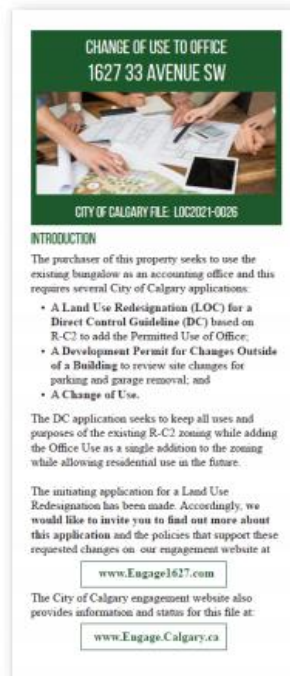 CHANGE OF USE TO OFFICE
1627 33 AVENUE SW
CITY OF CALGARY FILE: LOC2021-0026
INTRODUCTION
The purchaser of this property seeks to use the
existing bungalow as an accounting office and this
requires several City of Calgary applications:
• A Land Use Redesignation (LOC) for a
Direct Control Guideline (DC) based on
R-C2 to add the Permitted Use of Office;
• A Development Permit for Changes Outside
of a Building to review site changes for
parking and garage removal; and
• A Change of Use.
The DC application seeks to keep all uses and
purposes of the existing R-C2 zoning while adding
the Office Use as a single addition to the zoning
while allowing residential use in the future.
The initiating application for a Land Use
Redesignation has been made. Accordingly, we
would like to invite you to find out more about
this application and the policies that support these
requested changes on our engagement website at
www.Engage1627.com
The City of Calgary engagement website also
provides information and status for this file at:
www.Engage.Calgary.ca